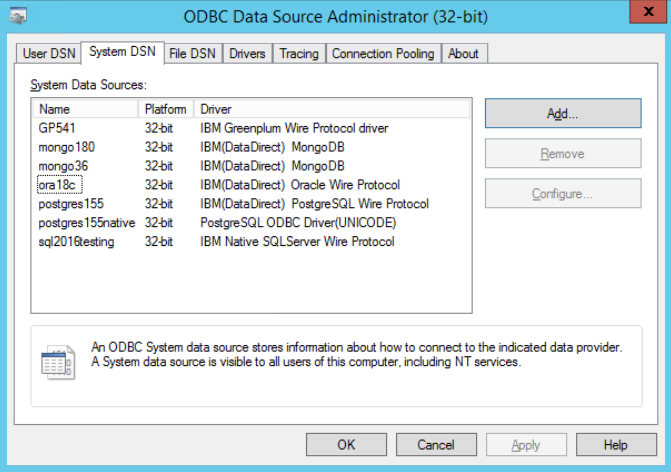 ODBC Data Source Administrator (32-bit)
x
User DSN System DSN File DSN Drivers Tracing Connection Pooling About
System Data Sources:
Name Platform Driver
GP541 32-bit IBM Greenplum Wire Protocol driver
mongo180 32-bit IBM(DataDirect) MongoDB
mongo36 32-bit IBM(DataDirect) MongoDB
ora18c 32-bit IBM(DataDirect) Oracle Wire Protocol
postgres155 32-bit IBM(DataDirect) PostgreSQL Wire Protocol
postgres155native 32-bit PostgreSQL ODBC Driver(UNICODE)
sql2016testing 32-bit IBM Native SQLServer Wire Protocol
Add...
Remove
Configure...
An ODBC System data source stores information about how to connect to the indicated data provider.
A System data source is visible to all users of this computer, including NT services.
OK Cancel Apply Help